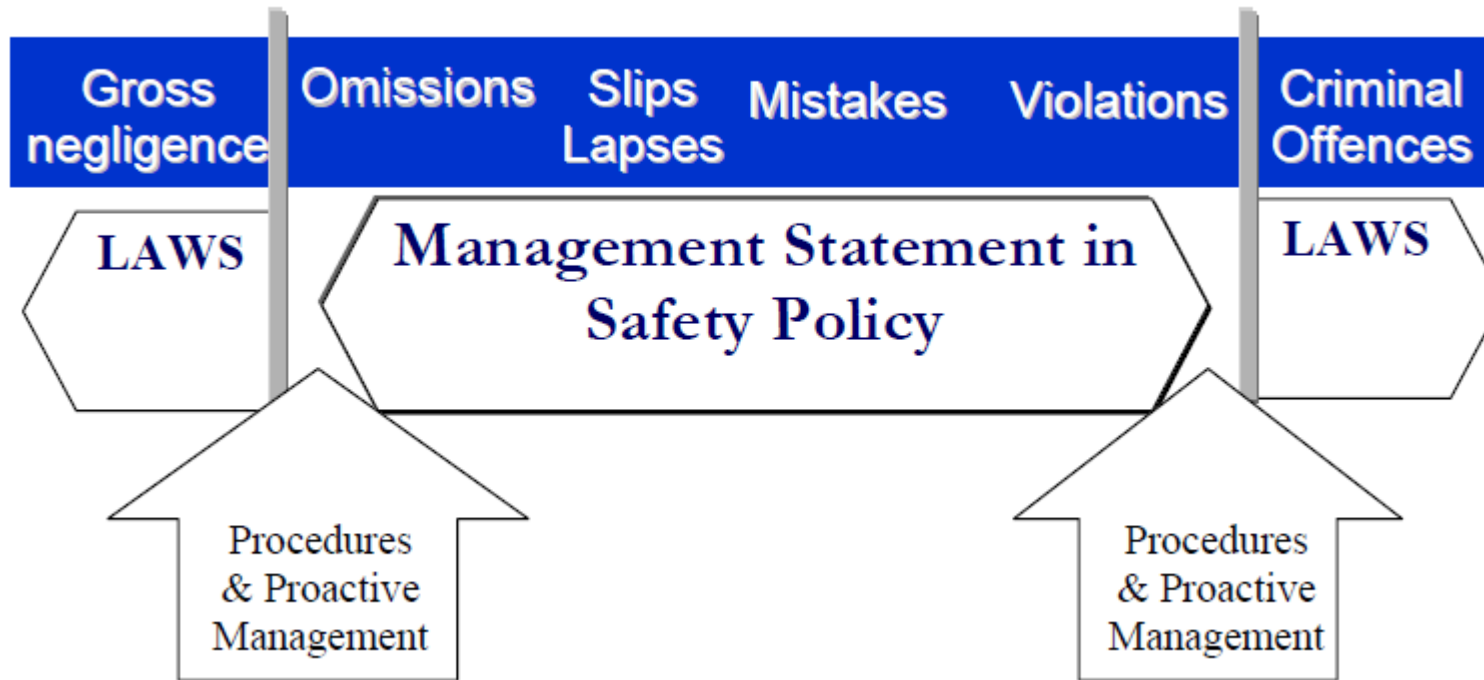 Gross
negligence
Omissions
Slips
Lapses
Mistakes
Violations
Criminal
Offences
LAWS
Management Statement in
Safety Policy
LAWS
Procedures
& Proactive
Management
Procedures
& Proactive
Management